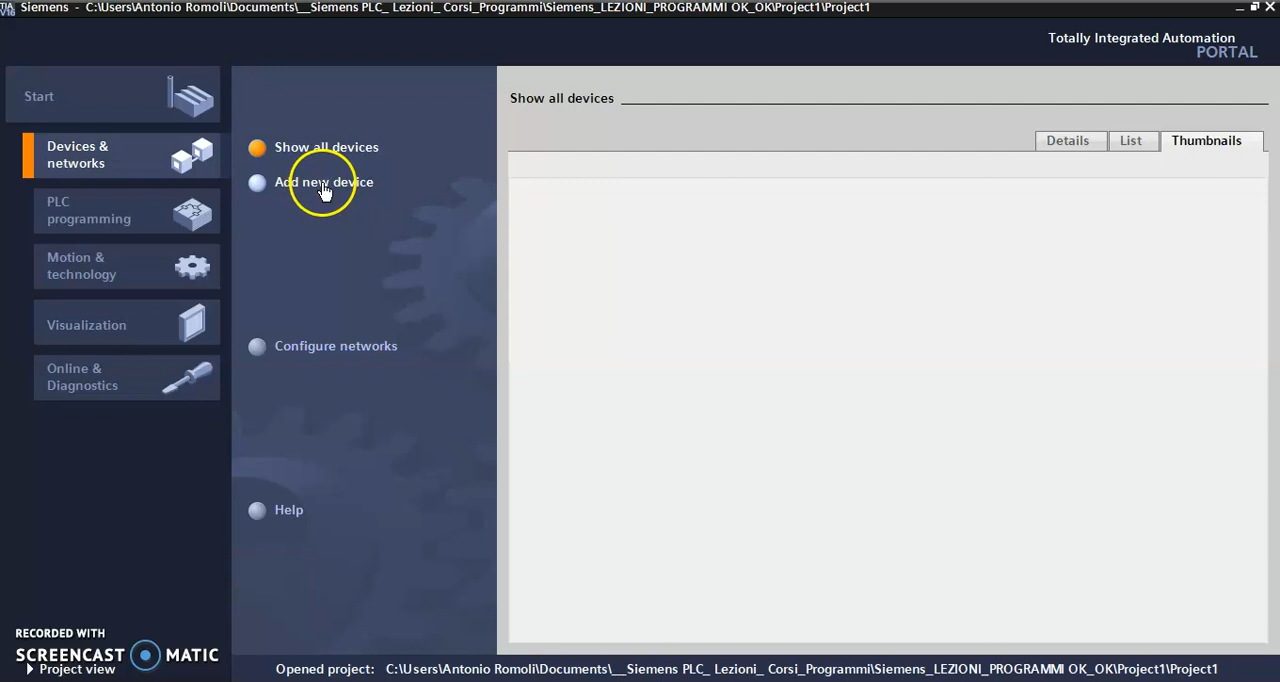 TIA
V16
Siemens - C:\Users\Antonio Romoli\Documents\__Siemens PLC_ Lezioni_ Corsi_Programmi\Siemens_LEZIONI_PROGRAMMI OK_OK\Project1\Project1
Totally Integrated Automation
PORTAL
Start
Devices &
networks
PLC
programming
Motion &
technology
Visualization
Online &
Diagnostics
Show all devices
Add new device
Configure networks
Help
Show all devices
Details
List
Thumbnails
RECORDED WITH
SCREENCAST MATIC
Project view
Opened project: C:\Users\Antonio Romoli\Documents\__Siemens PLC_ Lezioni_ Corsi_Programmi\Siemens_LEZIONI_PROGRAMMI OK_OK\Project1\Project1